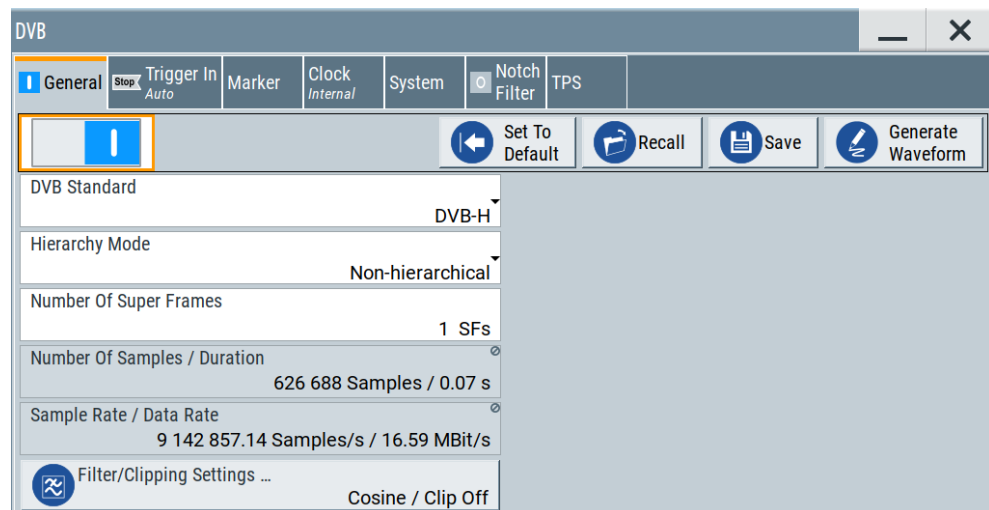 DVB
General
Stop
Trigger In
Auto
Marker
Clock
Internal
System
Notch
Filter
TPS
Set To
Default
Recall
Save
Generate
Waveform
DVB Standard
DVB-H
Hierarchy Mode
Non-hierarchical
Number Of Super Frames
1 SFs
Number Of Samples / Duration
626 688 Samples / 0.07 s
Sample Rate / Data Rate
9 142 857.14 Samples/s / 16.59 MBit/s
Filter/Clipping Settings ...
Cosine / Clip Off